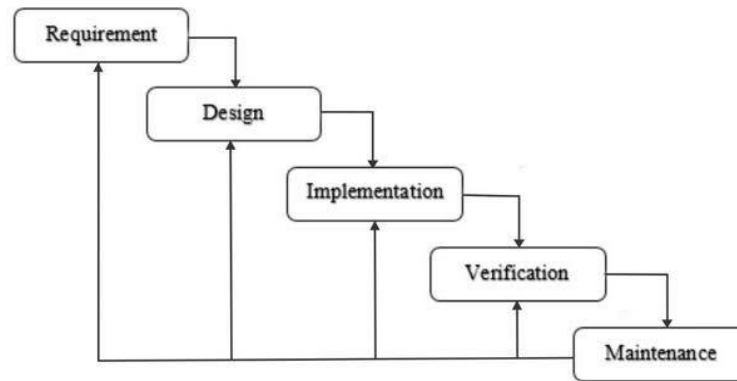 Requirement
Design
Implementation
Verification
Maintenance